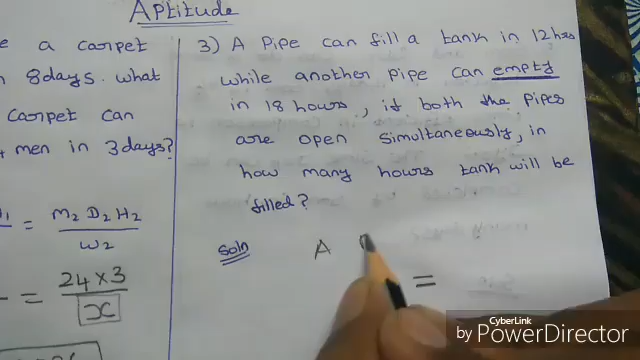 Aptitude
a carpet
8days. what
carpet can
men in 3days?
= M2 D2 H2
W2
= 24 × 3
x
3) A Pipe can fill a tank in 12 hrs
while another pipe can empty
in 18 hours, if both the pipes
are open simultaneously, in
how many hours tank will be
filled?
Soln A
=
CyberLink
by PowerDirector